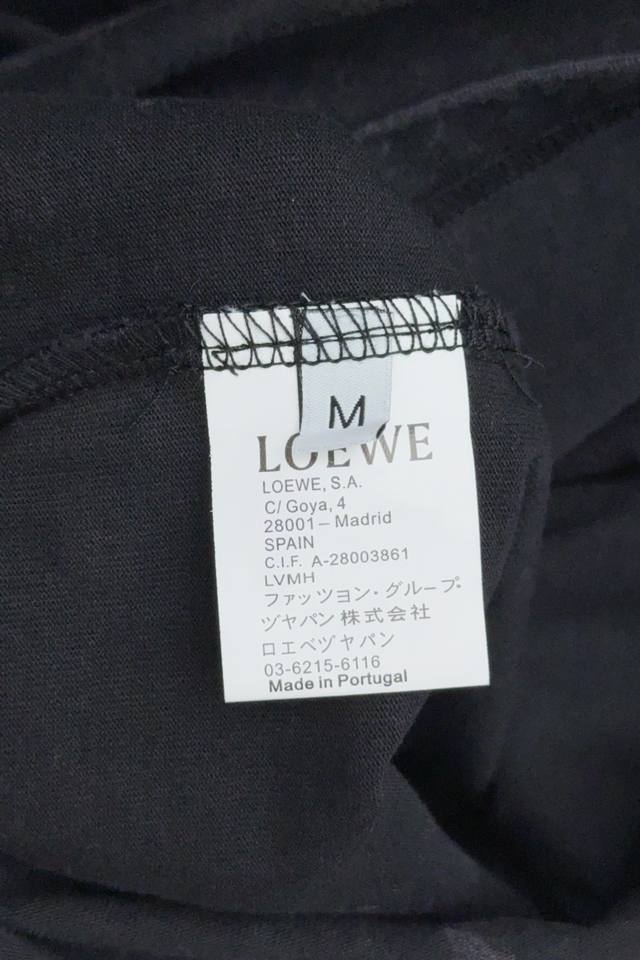 M
LOEWE
LOEWE, S.A.
C/ Goya, 4
28001 – Madrid
SPAIN
C.I.F. A-28003861
LVMH
ファッツヨン・グループ
ヅヤパン株式会社
ロエベヅヤパン
03-6215-6116
Made in Portugal